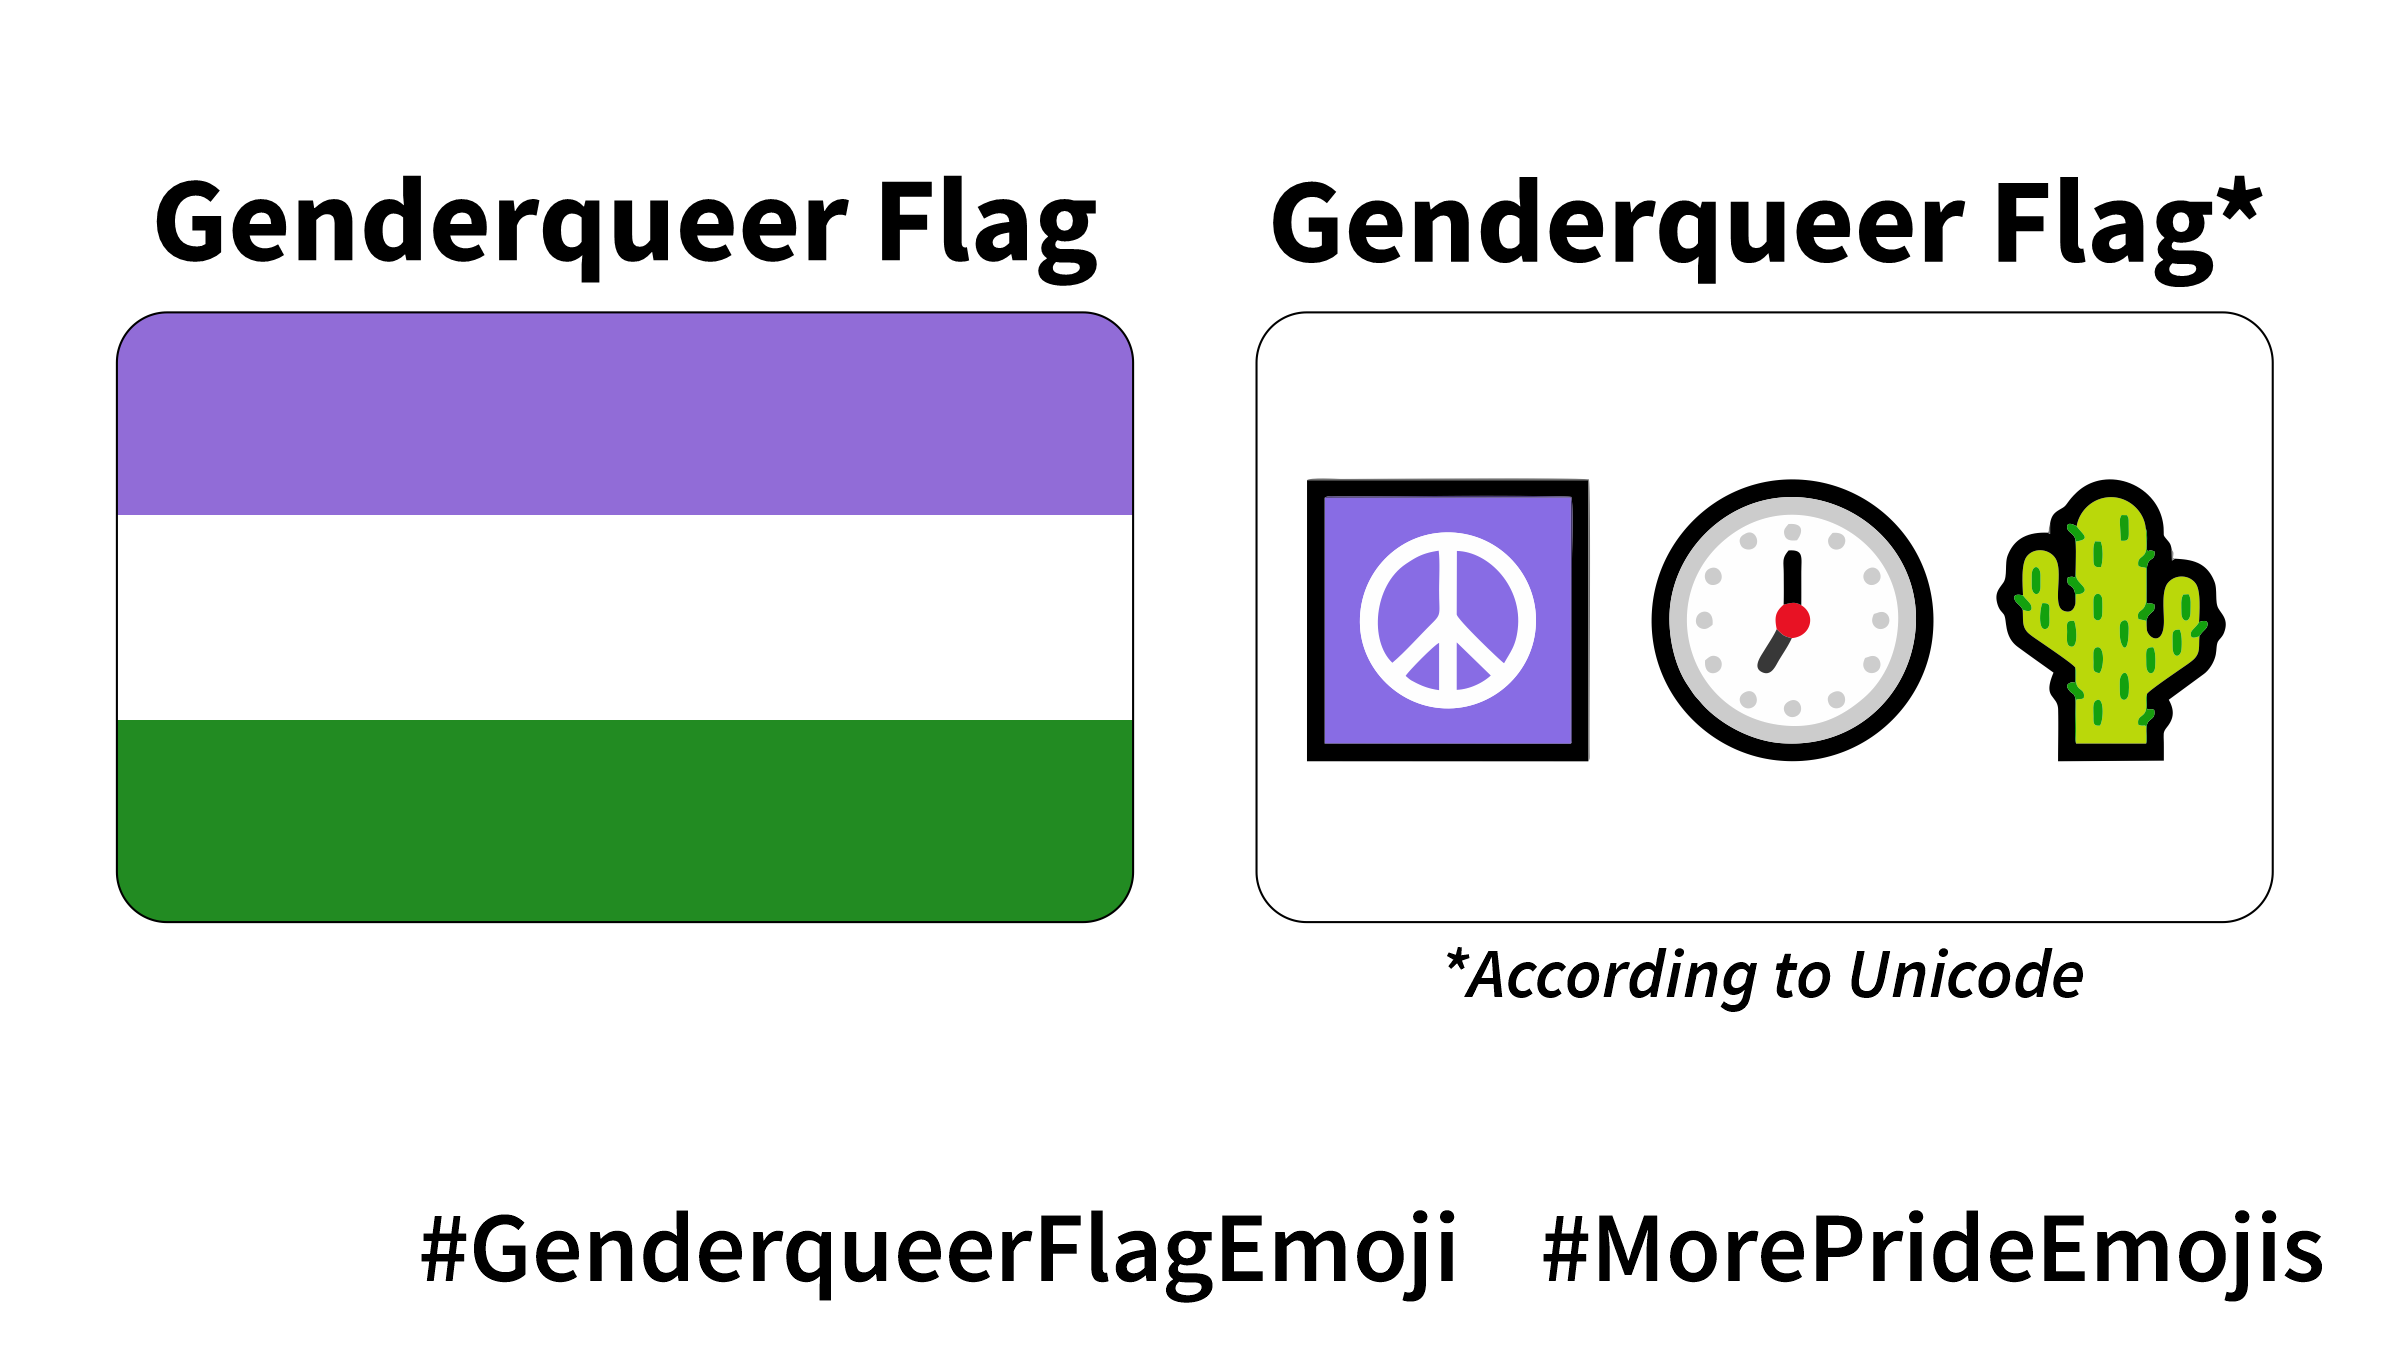 Genderqueer Flag
Genderqueer Flag*
*According to Unicode
#GenderqueerFlagEmoji #MorePrideEmojis